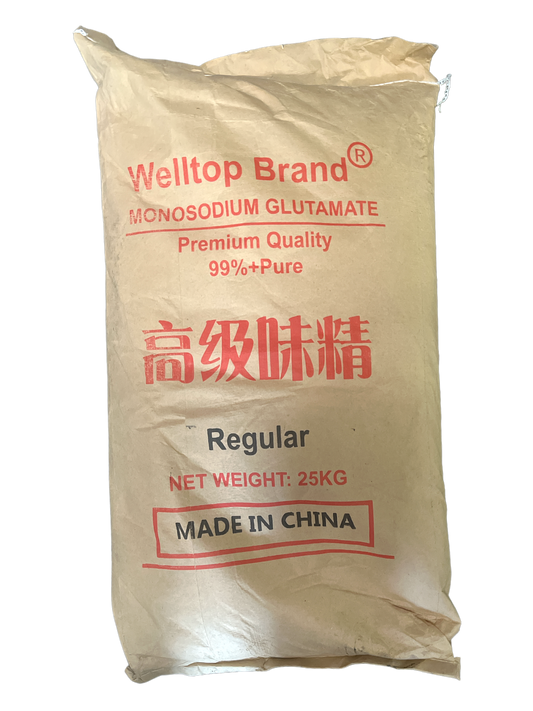 Welltop Brand®
MONOSODIUM GLUTAMATE
Premium Quality
99%+Pure
高级味精
Regular
NET WEIGHT: 25KG
MADE IN CHINA